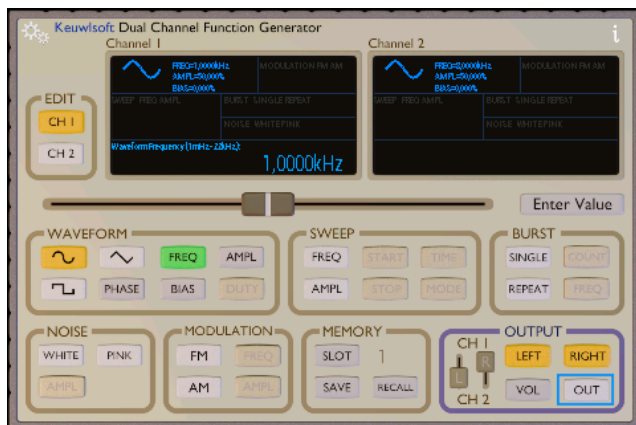 Keuwlsoft Dual Channel Function Generator
i
Channel 1
Channel 2
FREQ=1,0000kHz
AMPL=50,000%
BIAS=0,000%
MODULATION FM AM
SWEEP FREQ AMPL
BURST SINGLE REPEAT
NOISE WHITE PINK
Waveform Frequency (1mHz - 22kHz):
1,0000kHz
FREQ=8,0000kHz
AMPL=50,000%
BIAS=0,000%
MODULATION FM AM
SWEEP FREQ AMPL
BURST SINGLE REPEAT
NOISE WHITE PINK
EDIT
CH 1
CH 2
Enter Value
WAVEFORM
FREQ AMPL
PHASE BIAS DUTY
SWEEP
FREQ START TIME
AMPL STOP MODE
BURST
SINGLE COUNT
REPEAT FREQ
NOISE
WHITE PINK
AMPL
MODULATION
FM FREQ
AM AMPL
MEMORY
SLOT 1
SAVE RECALL
OUTPUT
CH 1
L R
CH 2
LEFT RIGHT
VOL OUT